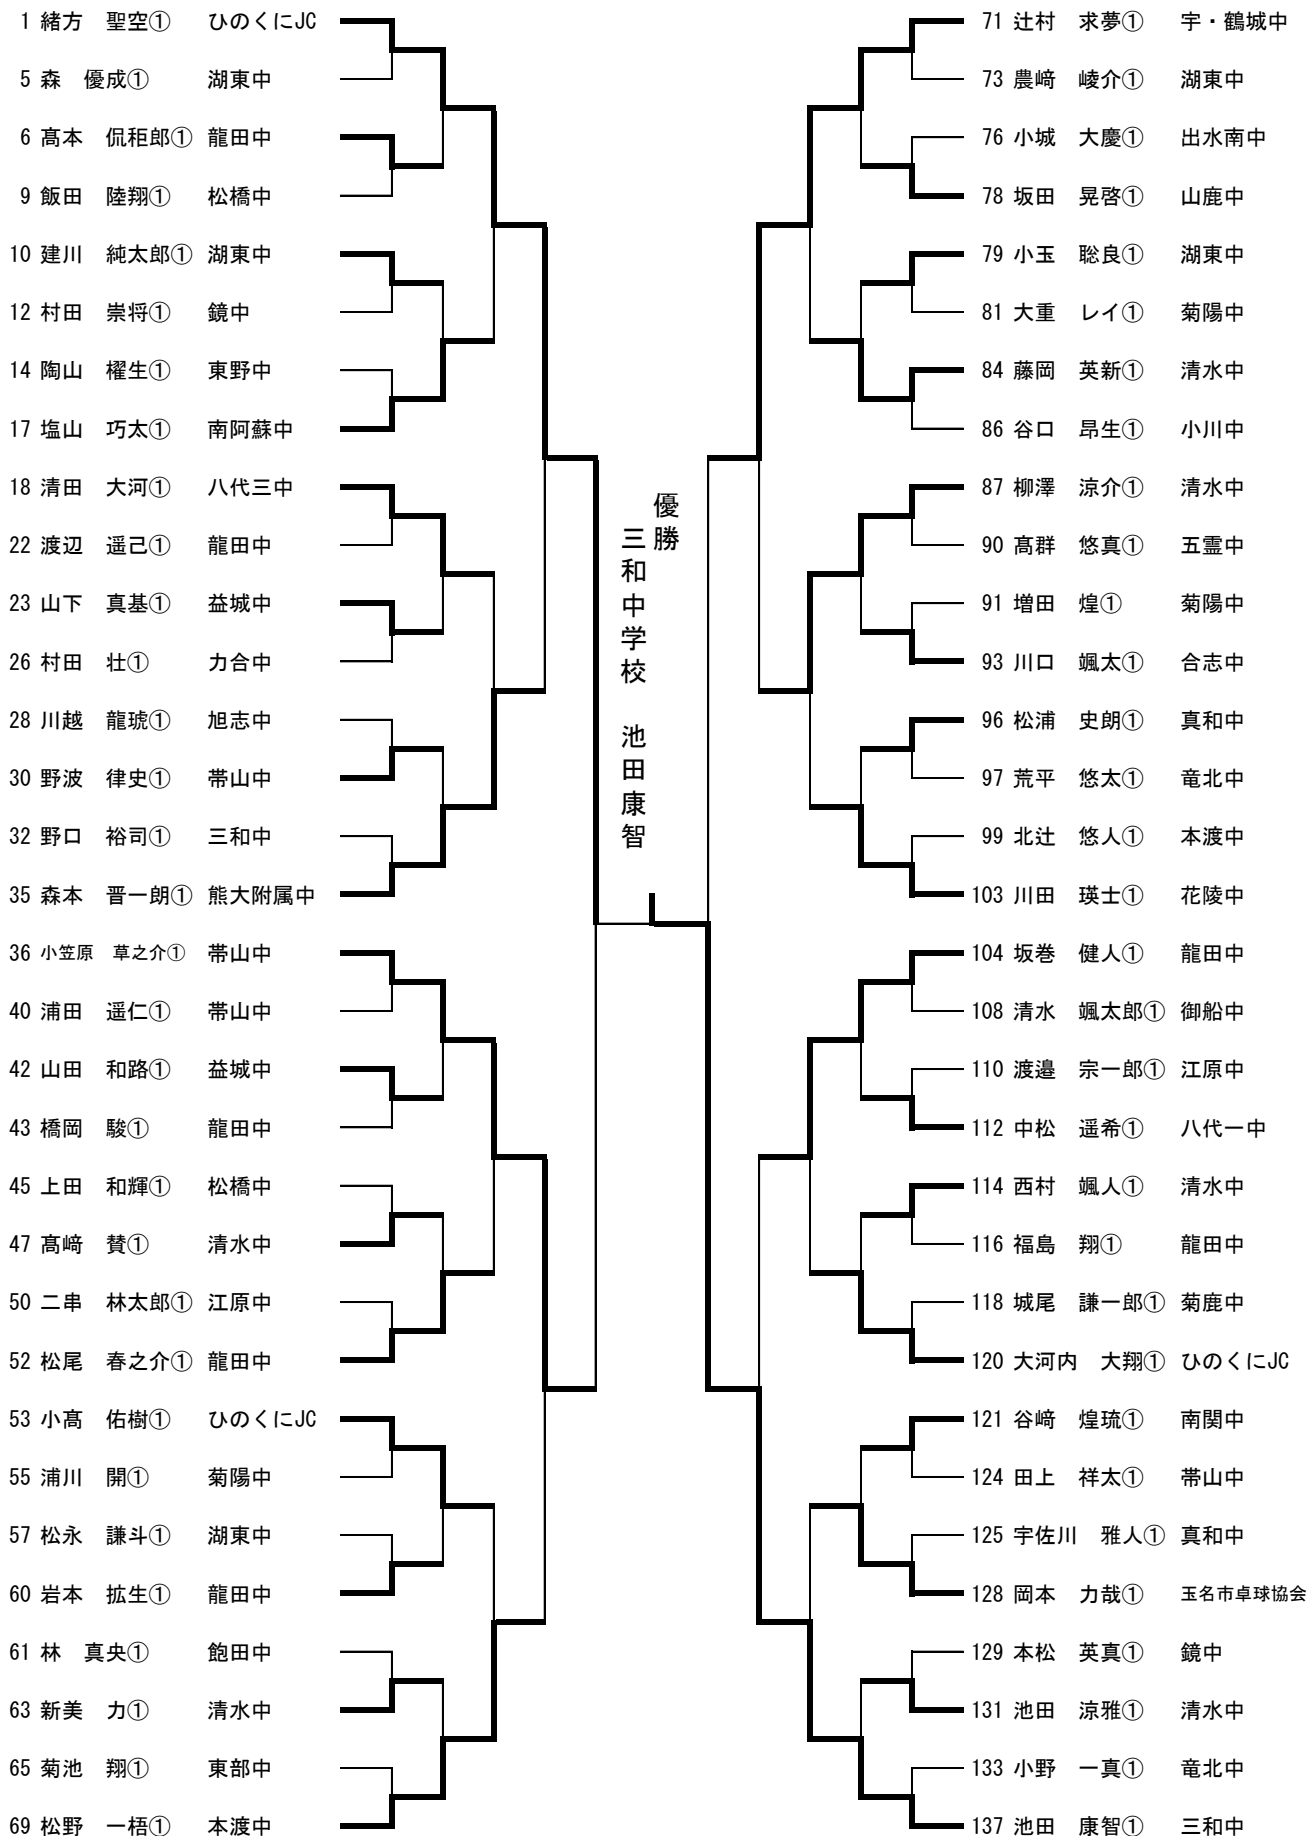 1 緒方　聖空① ひのくにJC
5 森　優成① 湖東中
6 髙本　侃秬郎① 龍田中
9 飯田　陸翔① 松橋中
10 建川　純太郎① 湖東中
12 村田　崇将① 鏡中
14 陶山　櫂生① 東野中
17 塩山　巧太① 南阿蘇中
18 清田　大河① 八代三中
22 渡辺　遥己① 龍田中
23 山下　真基① 益城中
26 村田　壮① 力合中
28 川越　龍琥① 旭志中
30 野波　律史① 帯山中
32 野口　裕司① 三和中
35 森本　晋一朗① 熊大附属中
36 小笠原　草之介① 帯山中
40 浦田　遥仁① 帯山中
42 山田　和路① 益城中
43 橋岡　駿① 龍田中
45 上田　和輝① 松橋中
47 髙﨑　賛① 清水中
50 二串　林太郎① 江原中
52 松尾　春之介① 龍田中
53 小髙　佑樹① ひのくにJC
55 浦川　開① 菊陽中
57 松永　謙斗① 湖東中
60 岩本　拡生① 龍田中
61 林　真央① 飽田中
63 新美　力① 清水中
65 菊池　翔① 東部中
69 松野　一梧① 本渡中
優勝
三和中学校　池田康智
71 辻村　求夢① 宇・鶴城中
73 農﨑　崚介① 湖東中
76 小城　大慶① 出水南中
78 坂田　晃啓① 山鹿中
79 小玉　聡良① 湖東中
81 大重　レイ① 菊陽中
84 藤岡　英新① 清水中
86 谷口　昂生① 小川中
87 柳澤　涼介① 清水中
90 髙群　悠真① 五霊中
91 増田　煌① 菊陽中
93 川口　颯太① 合志中
96 松浦　史朗① 真和中
97 荒平　悠太① 竜北中
99 北辻　悠人① 本渡中
103 川田　瑛士① 花陵中
104 坂巻　健人① 龍田中
108 清水　颯太郎① 御船中
110 渡邉　宗一郎① 江原中
112 中松　遥希① 八代一中
114 西村　颯人① 清水中
116 福島　翔① 龍田中
118 城尾　謙一郎① 菊鹿中
120 大河内　大翔① ひのくにJC
121 谷﨑　煌琉① 南関中
124 田上　祥太① 帯山中
125 宇佐川　雅人① 真和中
128 岡本　力哉① 玉名市卓球協会
129 本松　英真① 鏡中
131 池田　涼雅① 清水中
133 小野　一真① 竜北中
137 池田　康智① 三和中